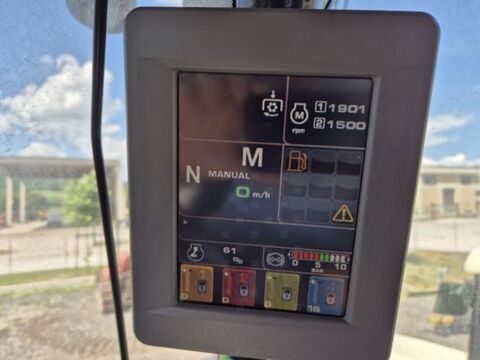 M 1 1901
rpm 2 1500
M
N MANUAL
0 m/h
61 %
0 5 10
BAR